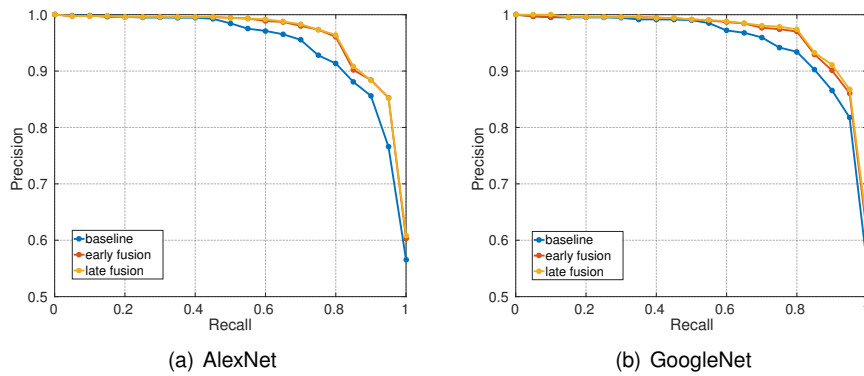 1.0
0.9
0.8
0.7
0.6
0.5
Precision
baseline
early fusion
late fusion
0 0.2 0.4 0.6 0.8 1
Recall
(a) AlexNet
1.0
0.9
0.8
0.7
0.6
0.5
Precision
baseline
early fusion
late fusion
0 0.2 0.4 0.6 0.8
Recall
(b) GoogleNet